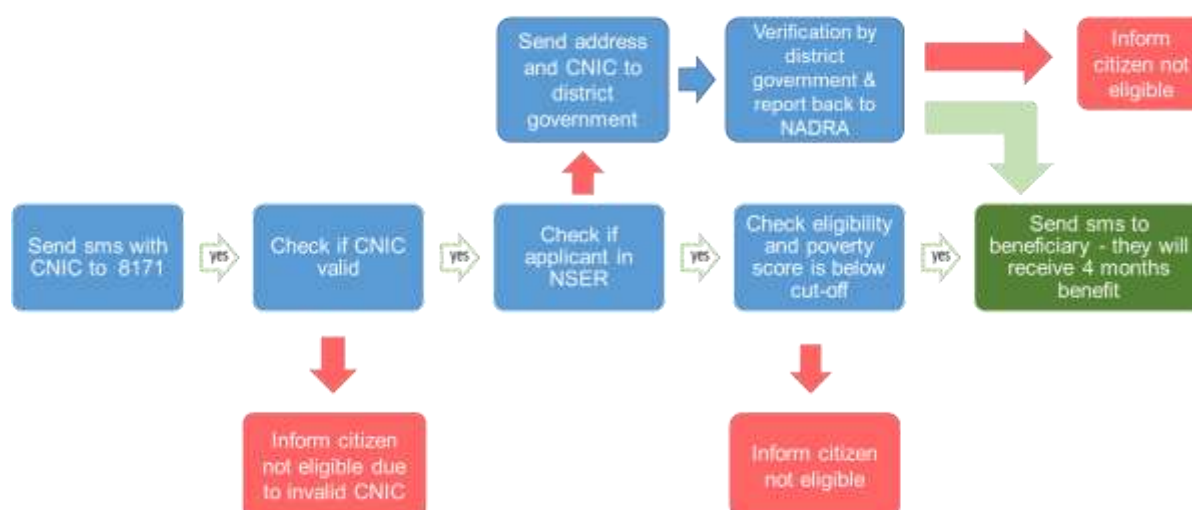 Send address
and CNIC to
district
government
Verification by
district
government &
report back to
NADRA
Inform
citizen not
eligible
Send sms with
CNIC to 8171
yes
Check if CNIC
valid
yes
Check if
applicant in
NSER
yes
Check eligibility
and poverty
score is below
cut-off
yes
Send sms to
beneficiary - they will
receive 4 months
benefit
Inform citizen
not eligible due
to invalid CNIC
Inform citizen
not eligible